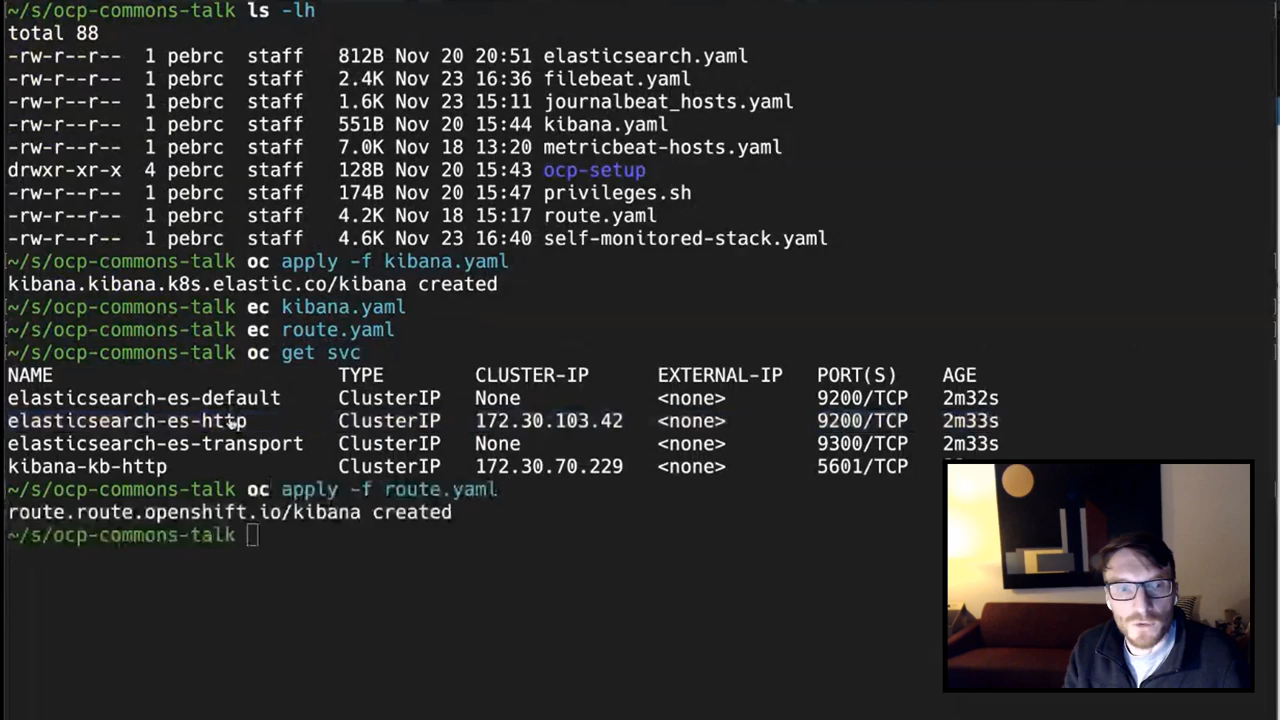 ~/s/ocp-commons-talk ls -lh
total 88
-rw-r--r-- 1 pebrc staff 812B Nov 20 20:51 elasticsearch.yaml
-rw-r--r-- 1 pebrc staff 2.4K Nov 23 16:36 filebeat.yaml
-rw-r--r-- 1 pebrc staff 1.6K Nov 23 15:11 journalbeat_hosts.yaml
-rw-r--r-- 1 pebrc staff 551B Nov 20 15:44 kibana.yaml
-rw-r--r-- 1 pebrc staff 7.0K Nov 18 13:20 metricbeat-hosts.yaml
drwxr-xr-x 4 pebrc staff 128B Nov 20 15:43 ocp-setup
-rw-r--r-- 1 pebrc staff 174B Nov 20 15:47 privileges.sh
-rw-r--r-- 1 pebrc staff 4.2K Nov 18 15:17 route.yaml
-rw-r--r-- 1 pebrc staff 4.6K Nov 23 16:40 self-monitored-stack.yaml
~/s/ocp-commons-talk oc apply -f kibana.yaml
kibana.kibana.k8s.elastic.co/kibana created
~/s/ocp-commons-talk ec kibana.yaml
~/s/ocp-commons-talk ec route.yaml
~/s/ocp-commons-talk oc get svc
NAME TYPE CLUSTER-IP EXTERNAL-IP PORT(S) AGE
elasticsearch-es-default ClusterIP None <none> 9200/TCP 2m32s
elasticsearch-es-http ClusterIP 172.30.103.42 <none> 9200/TCP 2m33s
elasticsearch-es-transport ClusterIP None <none> 9300/TCP 2m33s
kibana-kb-http ClusterIP 172.30.70.229 <none> 5601/TCP
~/s/ocp-commons-talk oc apply -f route.yaml
route.route.openshift.io/kibana created
~/s/ocp-commons-talk